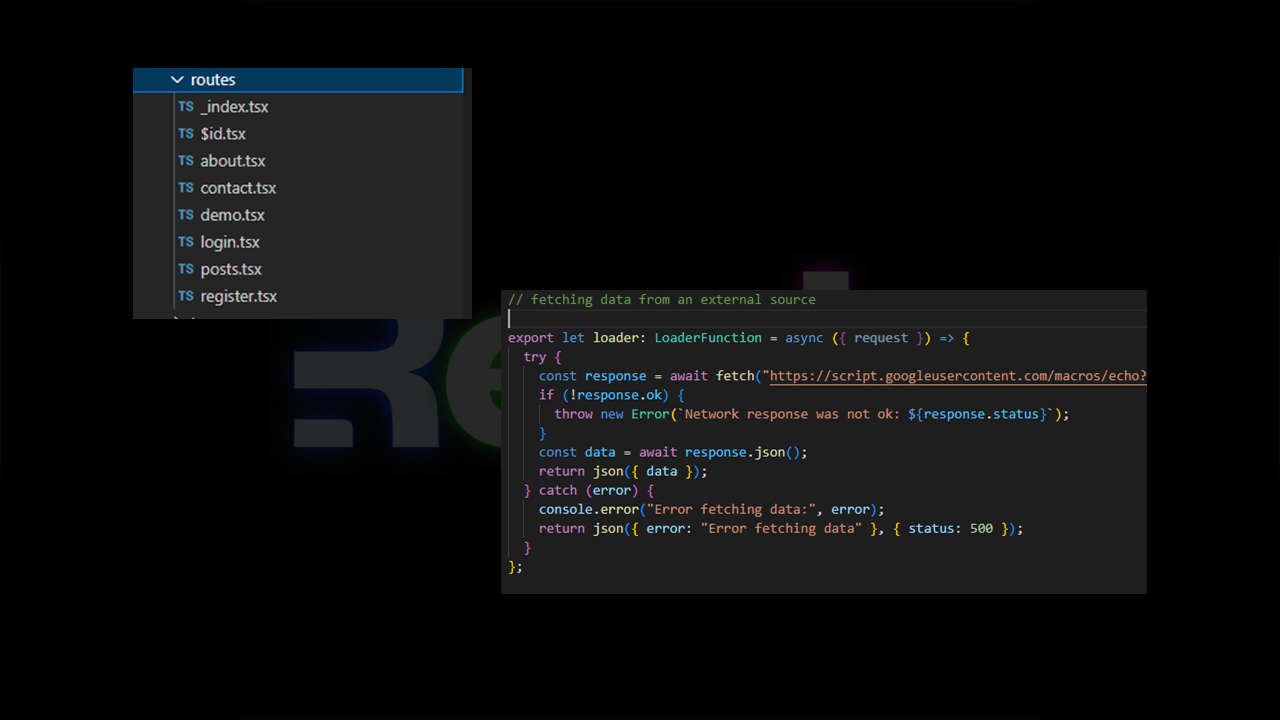 routes
TS _index.tsx
TS $id.tsx
TS about.tsx
TS contact.tsx
TS demo.tsx
TS login.tsx
TS posts.tsx
TS register.tsx
// fetching data from an external source
export let loader: LoaderFunction = async ({ request }) => {
try {
const response = await fetch("https://script.googleusercontent.com/macros/echo?
if (!response.ok) {
throw new Error(`Network response was not ok: ${response.status}`);
}
const data = await response.json();
return json({ data });
} catch (error) {
console.error("Error fetching data:", error);
return json({ error: "Error fetching data" }, { status: 500 });
}
};